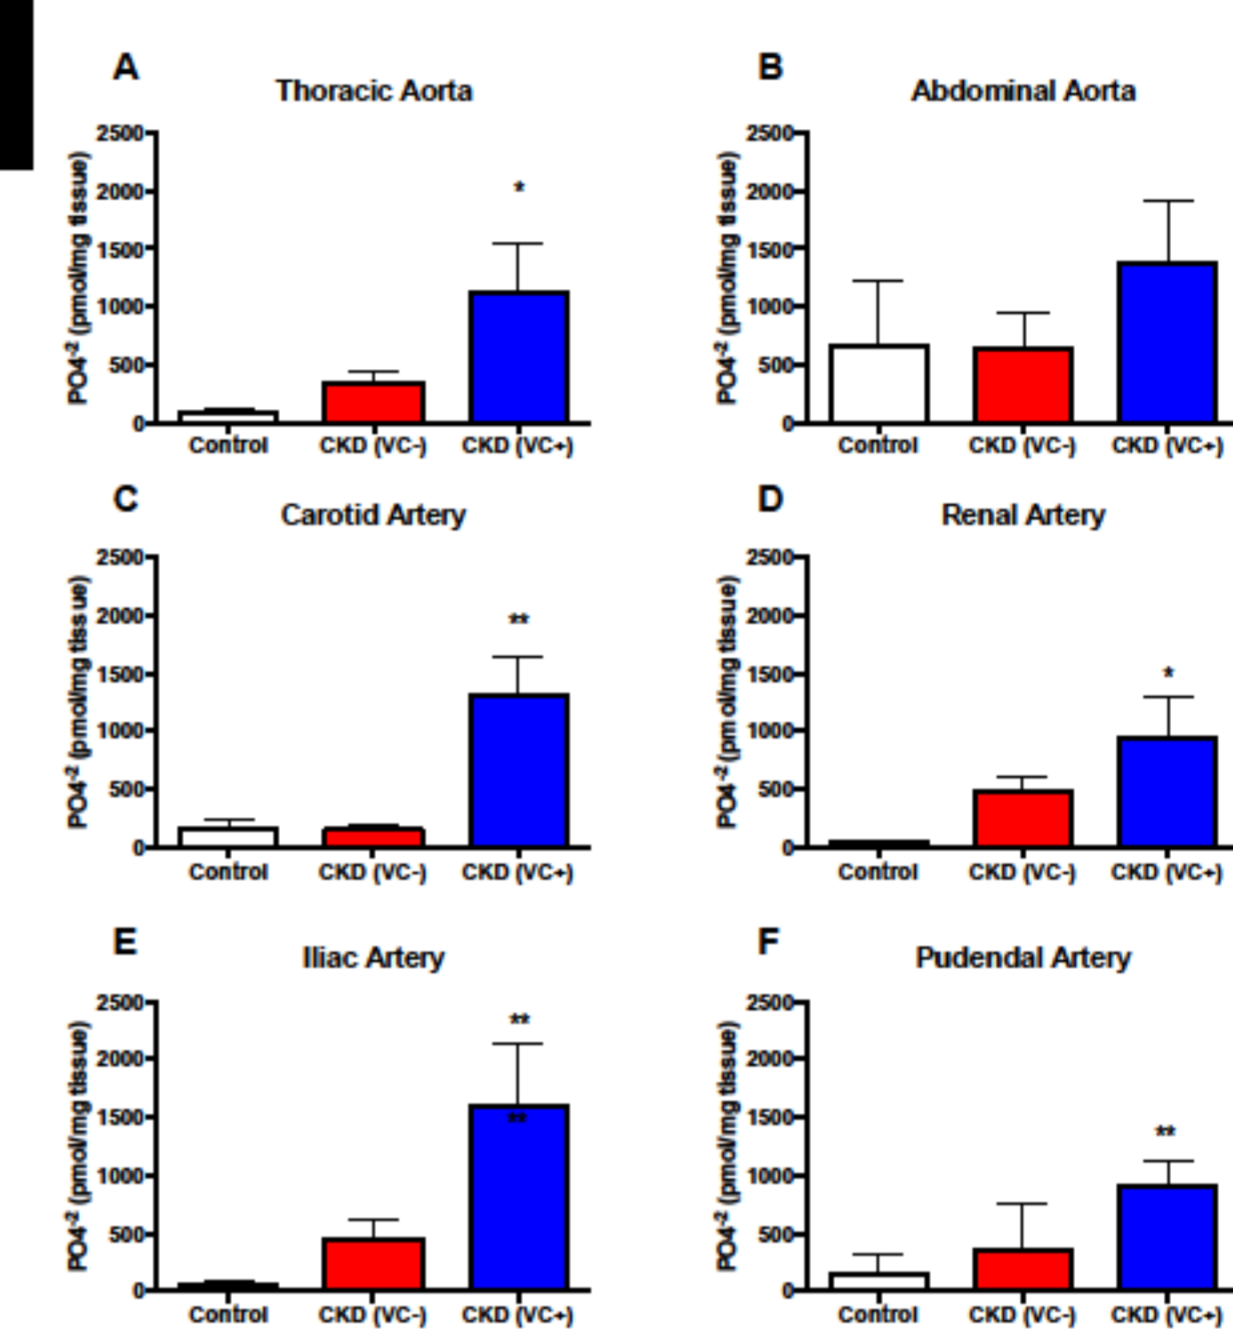 A
Thoracic Aorta
PO4-2 (pmol/mg tissue)
2500
2000
*
1500
1000
500
0
Control CKD (VC-) CKD (VC+)
B
Abdominal Aorta
PO4-2 (pmol/mg tissue)
2500
2000
1500
1000
500
0
Control CKD (VC-) CKD (VC+)
C
Carotid Artery
PO4-2 (pmol/mg tissue)
2500
2000
**
1500
1000
500
0
Control CKD (VC-) CKD (VC+)
D
Renal Artery
PO4-2 (pmol/mg tissue)
2500
2000
1500
*
1000
500
0
Control CKD (VC-) CKD (VC+)
E
Iliac Artery
PO4-2 (pmol/mg tissue)
2500
**
2000
1500
**
1000
500
0
Control CKD (VC-) CKD (VC+)
F
Pudendal Artery
PO4-2 (pmol/mg tissue)
2500
2000
1500
**
1000
500
0
Control CKD (VC-) CKD (VC+)